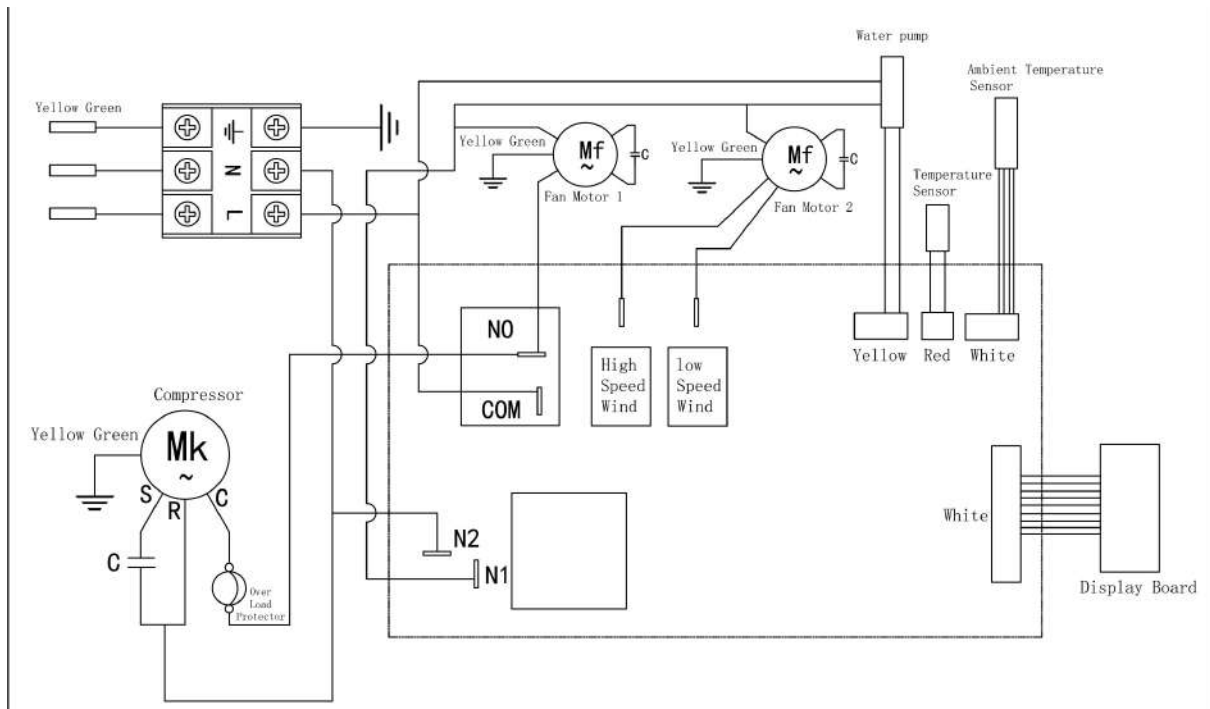 Water pump
Ambient Temperature
Sensor
Yellow Green
N
L
Yellow Green
Mf
~
C
Fan Motor 1
Yellow Green
Mf
~
C
Fan Motor 2
Temperature
Sensor
NO
COM
High
Speed
Wind
low
Speed
Wind
Yellow
Red
White
Compressor
Yellow Green
Mk
~
S
R
C
C
Over
Load
Protector
N2
N1
White
Display Board